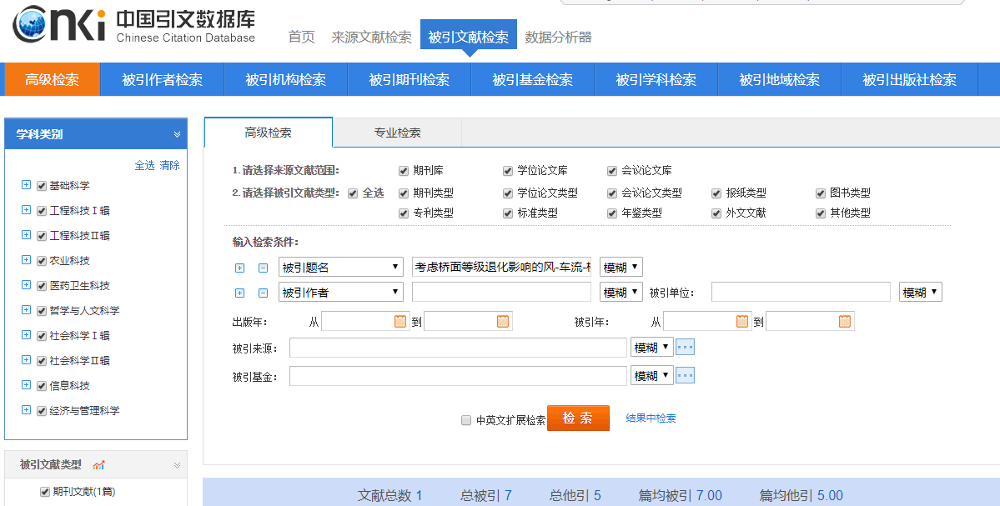 cnki 中国引文数据库
Chinese Citation Database
首页 来源文献检索 被引文献检索 数据分析器
高级检索 被引作者检索 被引机构检索 被引期刊检索 被引基金检索 被引学科检索 被引地域检索 被引出版社检索
学科类别
全选 清除
基础科学
工程科技Ⅰ辑
工程科技Ⅱ辑
农业科技
医药卫生科技
哲学与人文科学
社会科学Ⅰ辑
社会科学Ⅱ辑
信息科技
经济与管理科学
被引文献类型
期刊文献(1篇)
高级检索 专业检索
1.请选择来源文献范围: 期刊库 学位论文库 会议论文库
2.请选择被引文献类型: 全选 期刊类型 学位论文类型 会议论文类型 报纸类型 图书类型
专利类型 标准类型 年鉴类型 外文文献 其他类型
输入检索条件:
被引题名 考虑桥面等级退化影响的风-车流- 模糊
被引作者 模糊 被引单位: 模糊
出版年: 从 到 被引年: 从 到
被引来源: 模糊
被引基金: 模糊
中英文扩展检索 检 索 结果中检索
文献总数 1 总被引 7 总他引 5 篇均被引 7.00 篇均他引 5.00